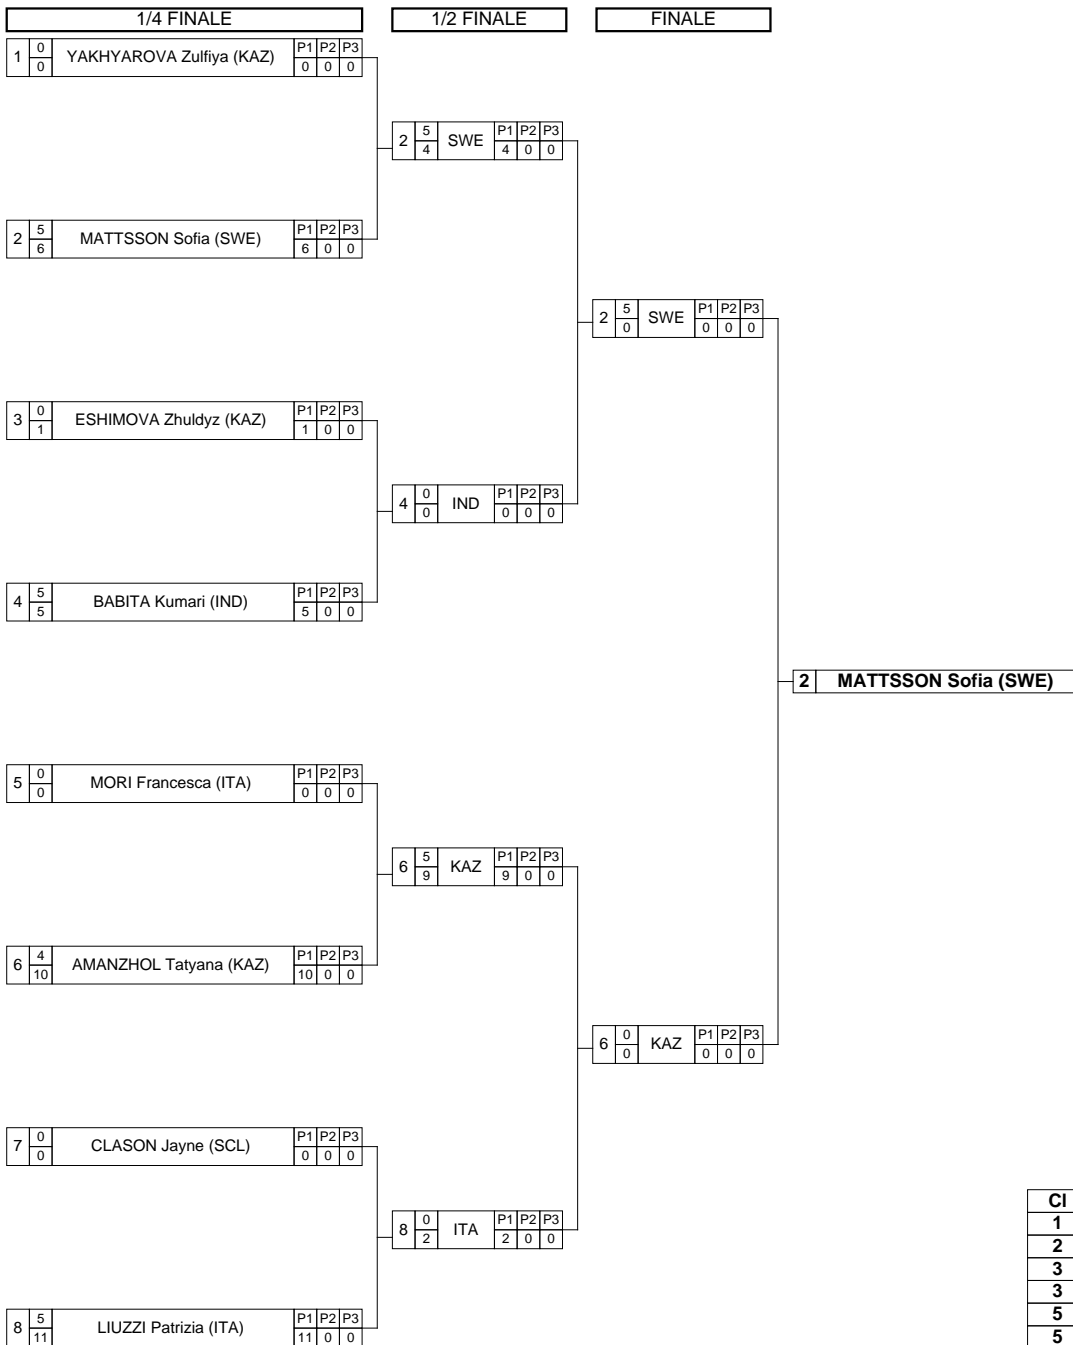 1/4 FINALE 1/2 FINALE FINALE
1 0 0 YAKHYAROVA Zulfiya (KAZ) P1 P2 P3 0 0 0
2 5 4 SWE P1 P2 P3 4 0 0
2 5 6 MATTSSON Sofia (SWE) P1 P2 P3 6 0 0
2 5 0 SWE P1 P2 P3 0 0 0
3 0 1 ESHIMOVA Zhuldyz (KAZ) P1 P2 P3 1 0 0
4 0 0 IND P1 P2 P3 0 0 0
4 5 5 BABITA Kumari (IND) P1 P2 P3 5 0 0
2 MATTSSON Sofia (SWE)
5 0 0 MORI Francesca (ITA) P1 P2 P3 0 0 0
6 5 9 KAZ P1 P2 P3 9 0 0
6 4 10 AMANZHOL Tatyana (KAZ) P1 P2 P3 10 0 0
6 0 0 KAZ P1 P2 P3 0 0 0
7 0 0 CLASON Jayne (SCL) P1 P2 P3 0 0 0
8 0 2 ITA P1 P2 P3 2 0 0
8 5 11 LIUZZI Patrizia (ITA) P1 P2 P3 11 0 0
Cl
1
2
3
3
5
5